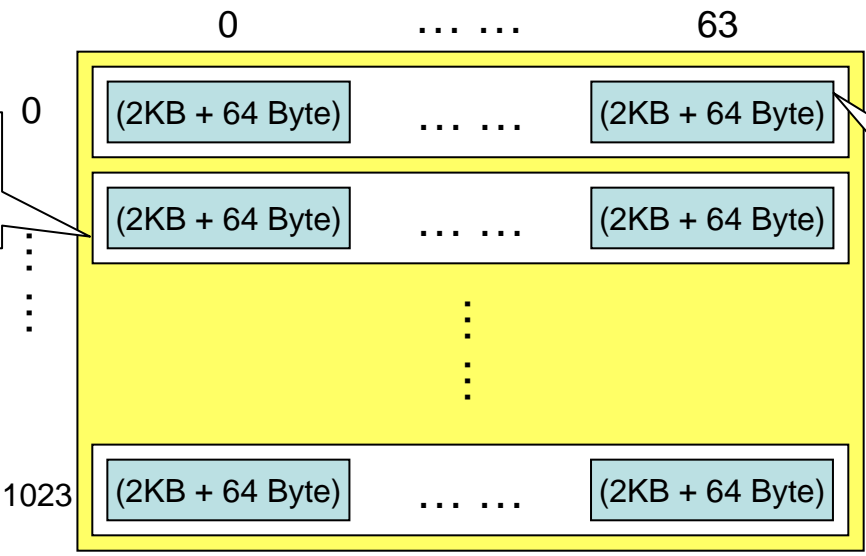 0 ... ... 63
0 (2KB + 64 Byte) ... ... (2KB + 64 Byte)
(2KB + 64 Byte) ... ... (2KB + 64 Byte)
... ... ... ...
1023 (2KB + 64 Byte) ... ... (2KB + 64 Byte)